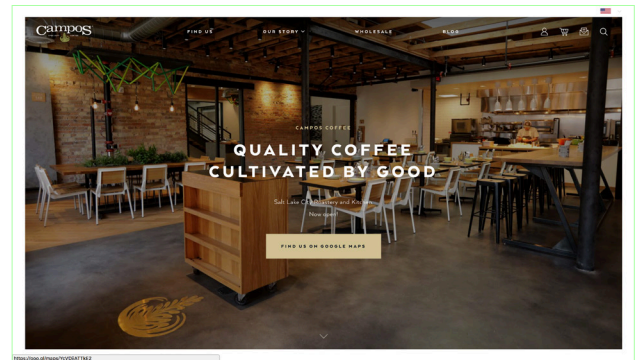 Campos
FIND US
OUR STORY
WHOLESALE
BLOG
CAMPOS COFFEE
QUALITY COFFEE
CULTIVATED BY GOOD
Salt Lake City Roastery and Kitchen.
Now open!
FIND US ON GOOGLE MAPS